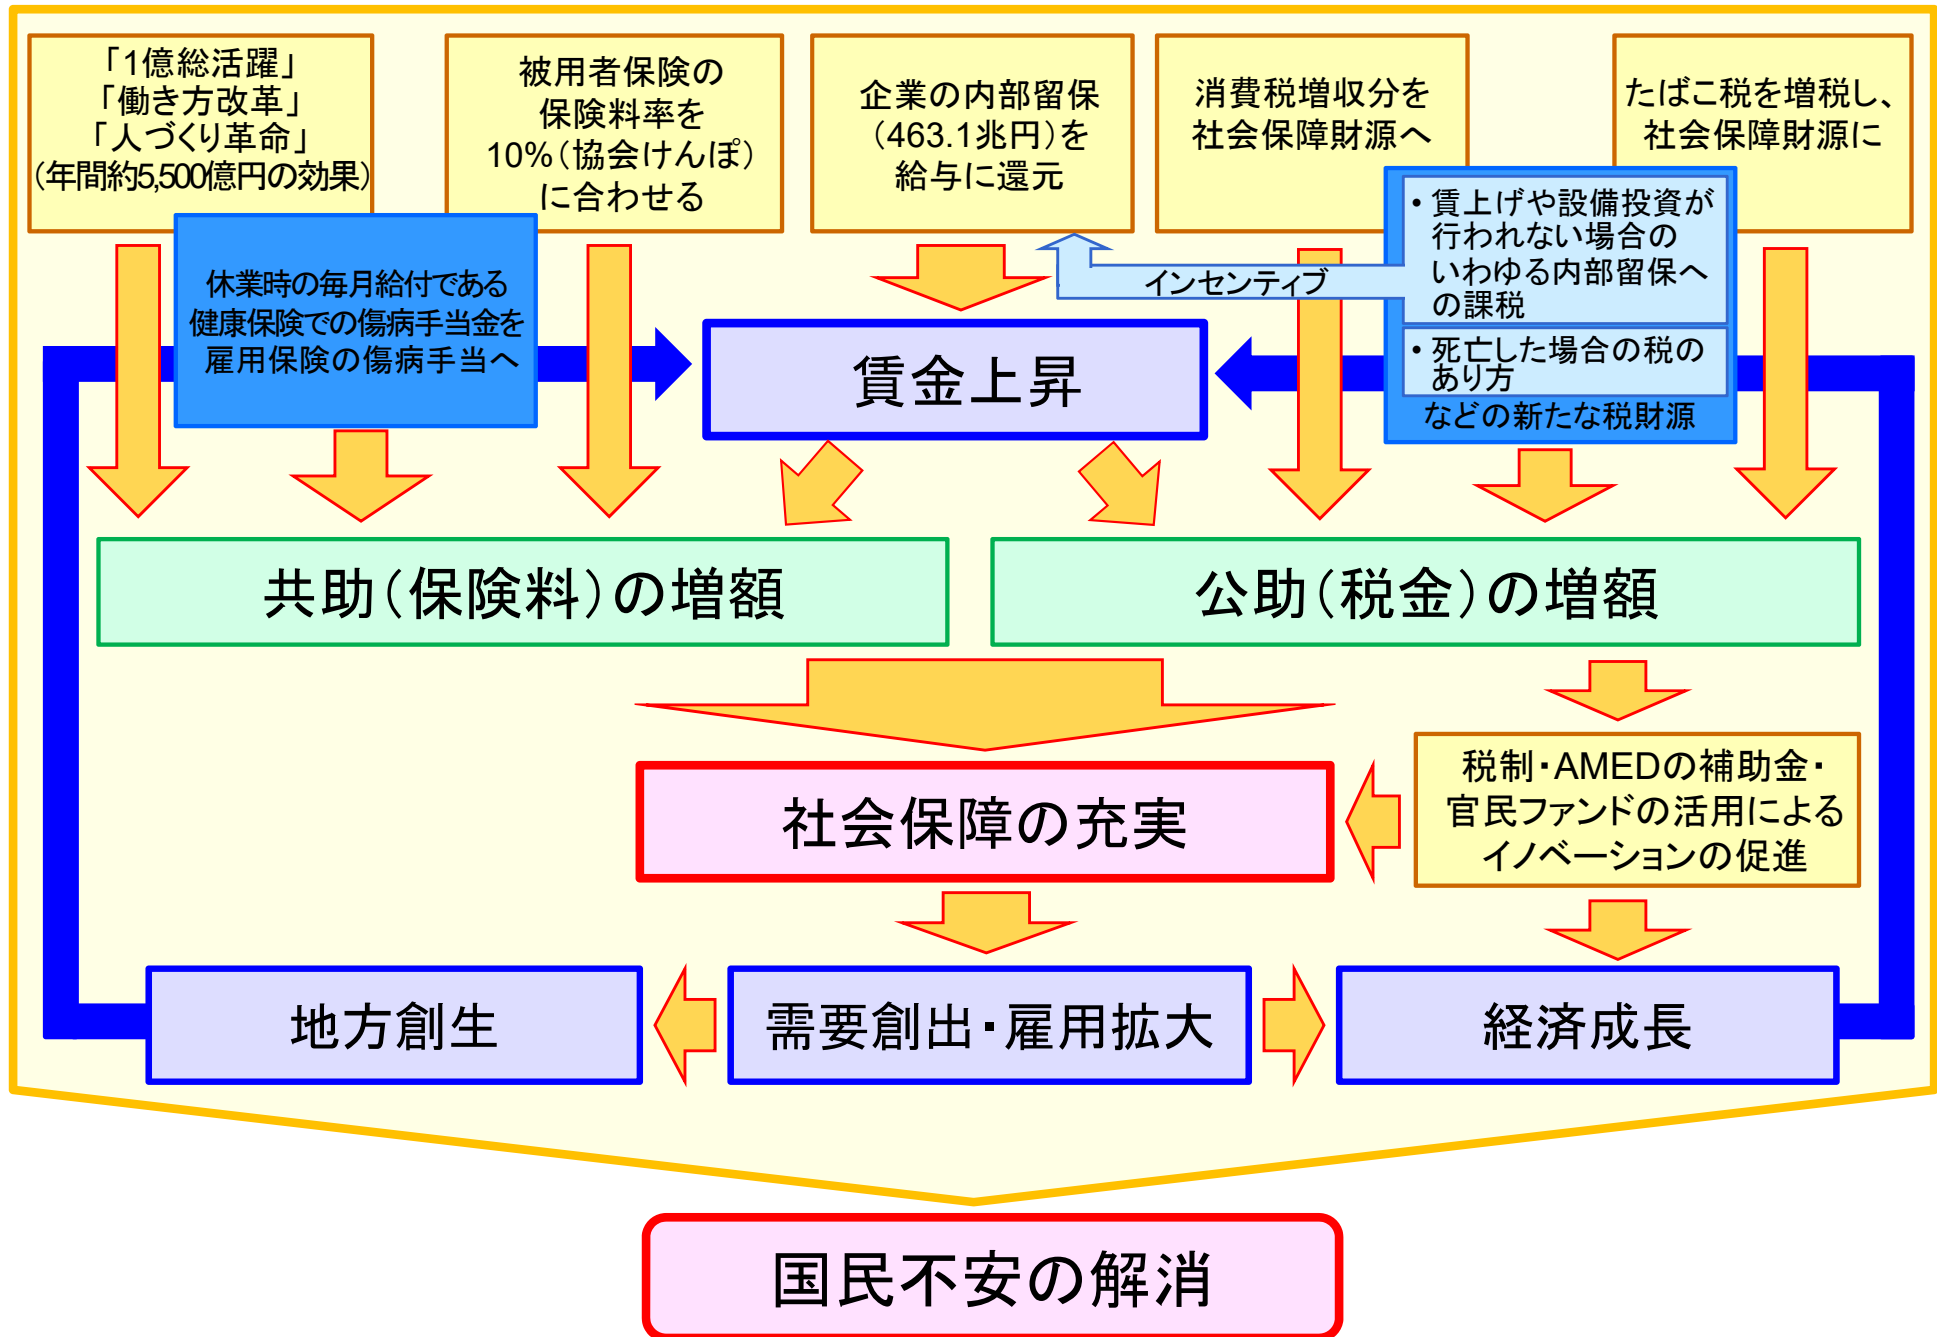 「1億総活躍」
「働き方改革」
「人づくり革命」
（年間約5,500億円の効果）
被用者保険の
保険料率を
10%（協会けんぽ）
に合わせる
企業の内部留保
（463.1兆円）を
給与に還元
消費税増収分を
社会保障財源へ
たばこ税を増税し、
社会保障財源に
休業時の毎月給付である
健康保険での傷病手当金を
雇用保険の傷病手当へ
インセンティブ
• 賃上げや設備投資が
行われない場合の
いわゆる内部留保へ
の課税
• 死亡した場合の税の
あり方
などの新たな税財源
賃金上昇
共助（保険料）の増額
公助（税金）の増額
社会保障の充実
税制・AMEDの補助金・
官民ファンドの活用による
イノベーションの促進
地方創生
需要創出・雇用拡大
経済成長
国民不安の解消